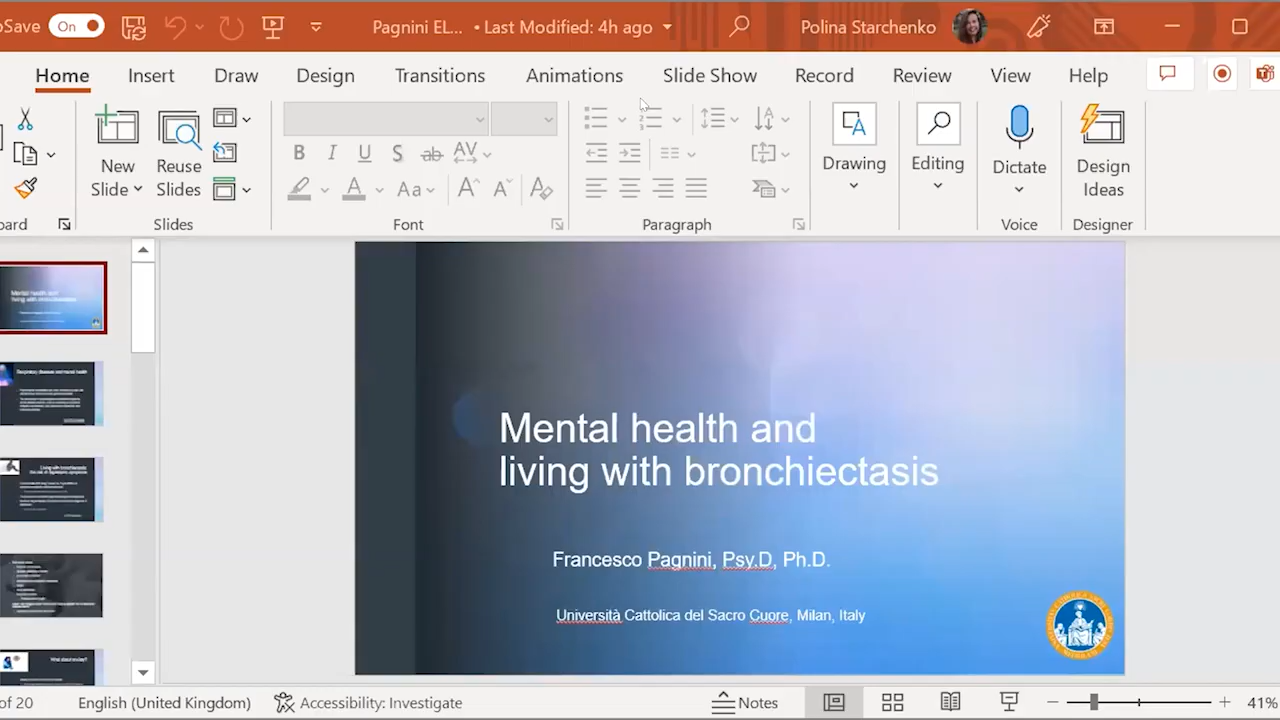 oSave On Pagnini EL... • Last Modified: 4h ago Polina Starchenko
Home Insert Draw Design Transitions Animations Slide Show Record Review View Help
New Slide
Reuse Slides
Drawing
Editing
Dictate
Design Ideas
oard Slides Font Paragraph Voice Designer
Mental health and
living with bronchiectasis
Francesco Pagnini, Psy.D, Ph.D.
Università Cattolica del Sacro Cuore, Milan, Italy
of 20 English (United Kingdom) Accessibility: Investigate Notes 41%